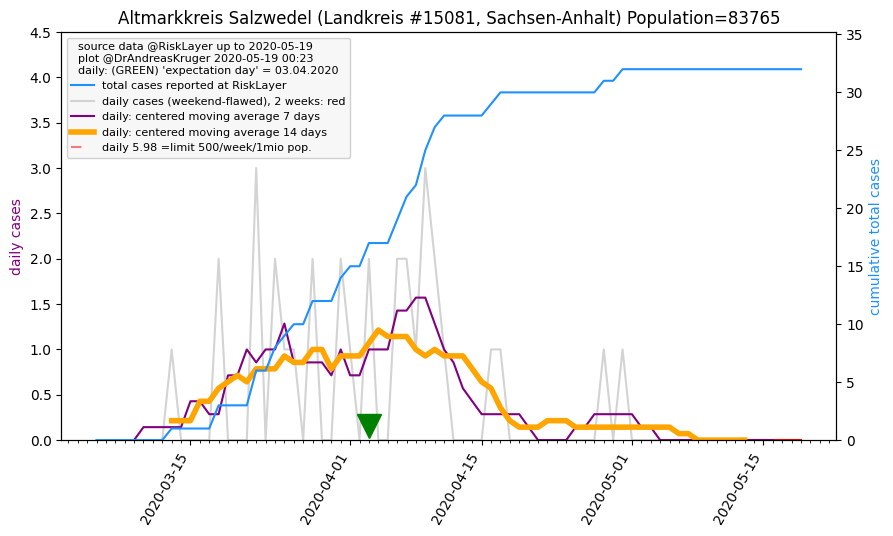 Altmarkkreis Salzwedel (Landkreis #15081, Sachsen-Anhalt) Population=83765
source data @RiskLayer up to 2020-05-19
plot @DrAndreasKruger 2020-05-19 00:23
daily: (GREEN) 'expectation day' = 03.04.2020
total cases reported at RiskLayer
daily cases (weekend-flawed), 2 weeks: red
daily: centered moving average 7 days
daily: centered moving average 14 days
daily 5.98 =limit 500/week/1mio pop.
daily cases
4.5
4.0
3.5
3.0
2.5
2.0
1.5
1.0
0.5
0.0
35
30
25
20
15
10
5
0
cumulative total cases
2020-03-15
2020-04-01
2020-04-15
2020-05-01
2020-05-15